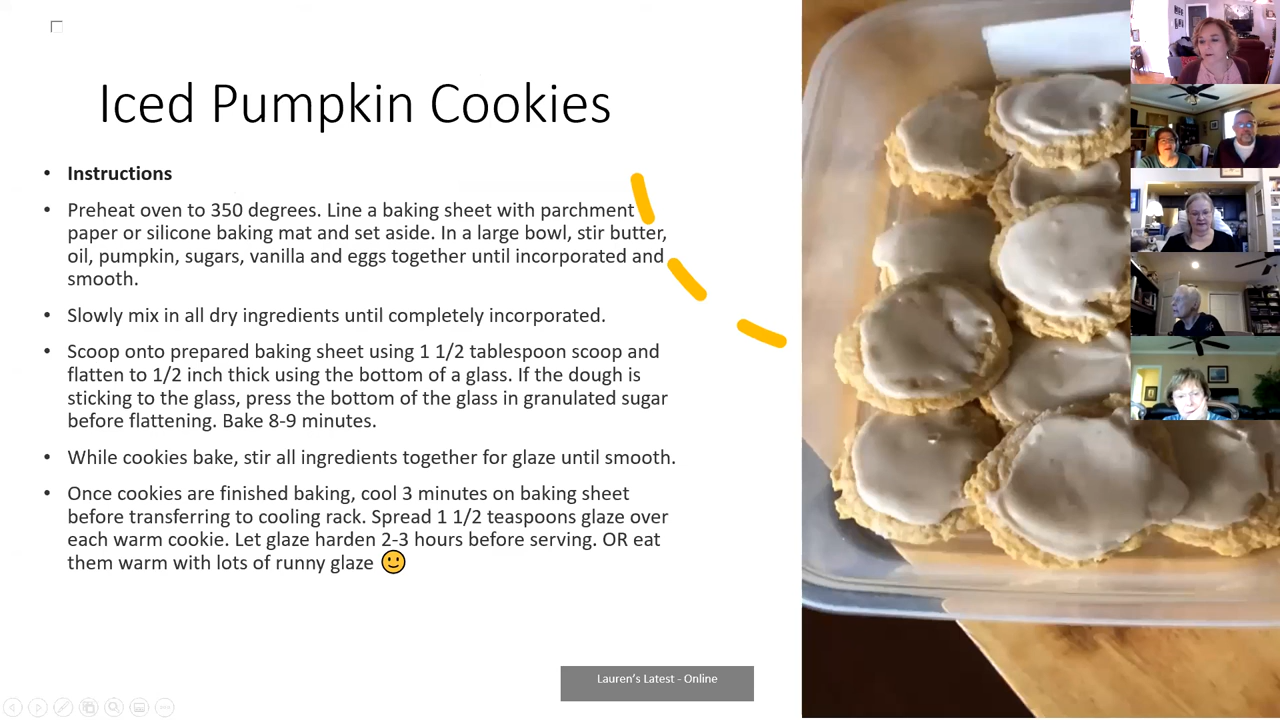 Iced Pumpkin Cookies
• Instructions
• Preheat oven to 350 degrees. Line a baking sheet with parchment
paper or silicone baking mat and set aside. In a large bowl, stir butter,
oil, pumpkin, sugars, vanilla and eggs together until incorporated and
smooth.
• Slowly mix in all dry ingredients until completely incorporated.
• Scoop onto prepared baking sheet using 1 1/2 tablespoon scoop and
flatten to 1/2 inch thick using the bottom of a glass. If the dough is
sticking to the glass, press the bottom of the glass in granulated sugar
before flattening. Bake 8-9 minutes.
• While cookies bake, stir all ingredients together for glaze until smooth.
• Once cookies are finished baking, cool 3 minutes on baking sheet
before transferring to cooling rack. Spread 1 1/2 teaspoons glaze over
each warm cookie. Let glaze harden 2-3 hours before serving. OR eat
them warm with lots of runny glaze 🙂
Lauren’s Latest - Online